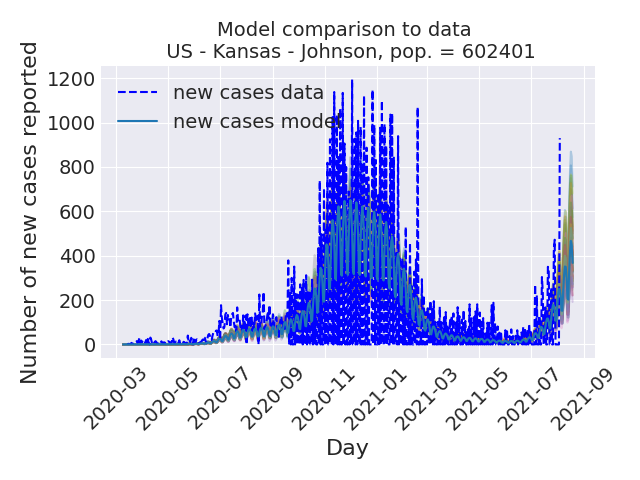 Model comparison to data
US - Kansas - Johnson, pop. = 602401
Number of new cases reported
1200
1000
800
600
400
200
0
new cases data
new cases model
2020-03
2020-05
2020-07
2020-09
2020-11
2021-01
2021-03
2021-05
2021-07
2021-09
Day